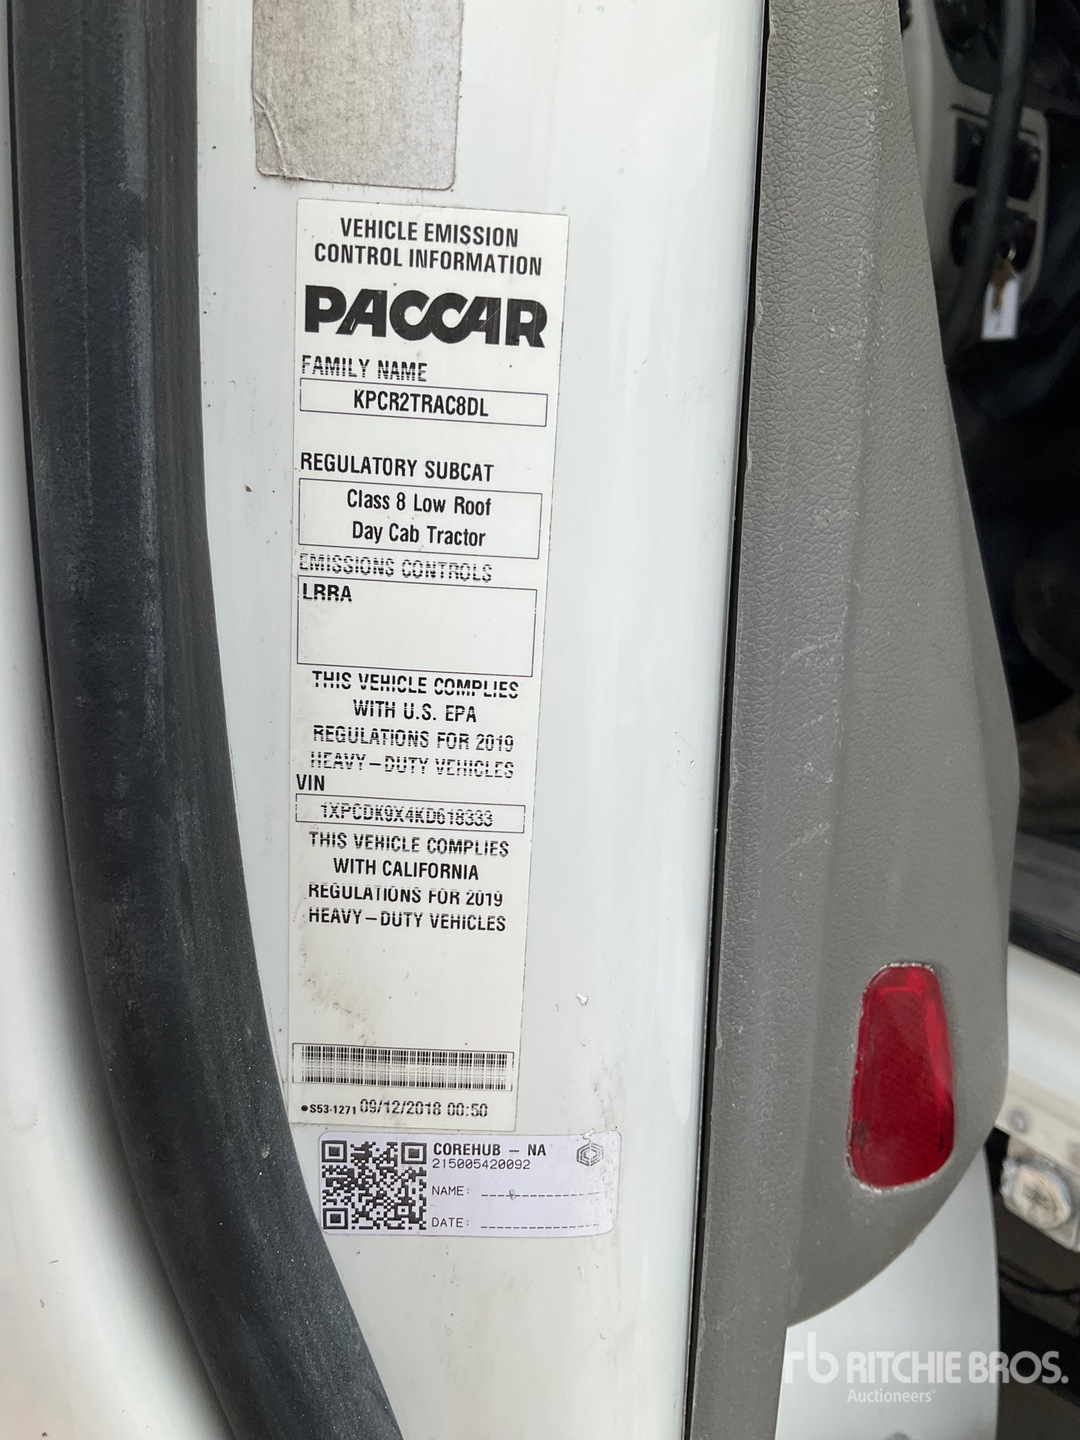 VEHICLE EMISSION
CONTROL INFORMATION
PACCAR
FAMILY NAME
KPCR2TRAC8DL
REGULATORY SUBCAT
Class 8 Low Roof
Day Cab Tractor
EMISSIONS CONTROLS
LRRA
THIS VEHICLE COMPLIES
WITH U.S. EPA
REGULATIONS FOR 2019
HEAVY-DUTY VEHICLES
VIN
1XPCDK9X4KD618333
THIS VEHICLE COMPLIES
WITH CALIFORNIA
REGULATIONS FOR 2019
HEAVY-DUTY VEHICLES
●S53-1271 09/12/2018 00:50
COREHUB - NA
215005420092
NAME:
DATE:
rb RITCHIE BROS.
Auctioneers